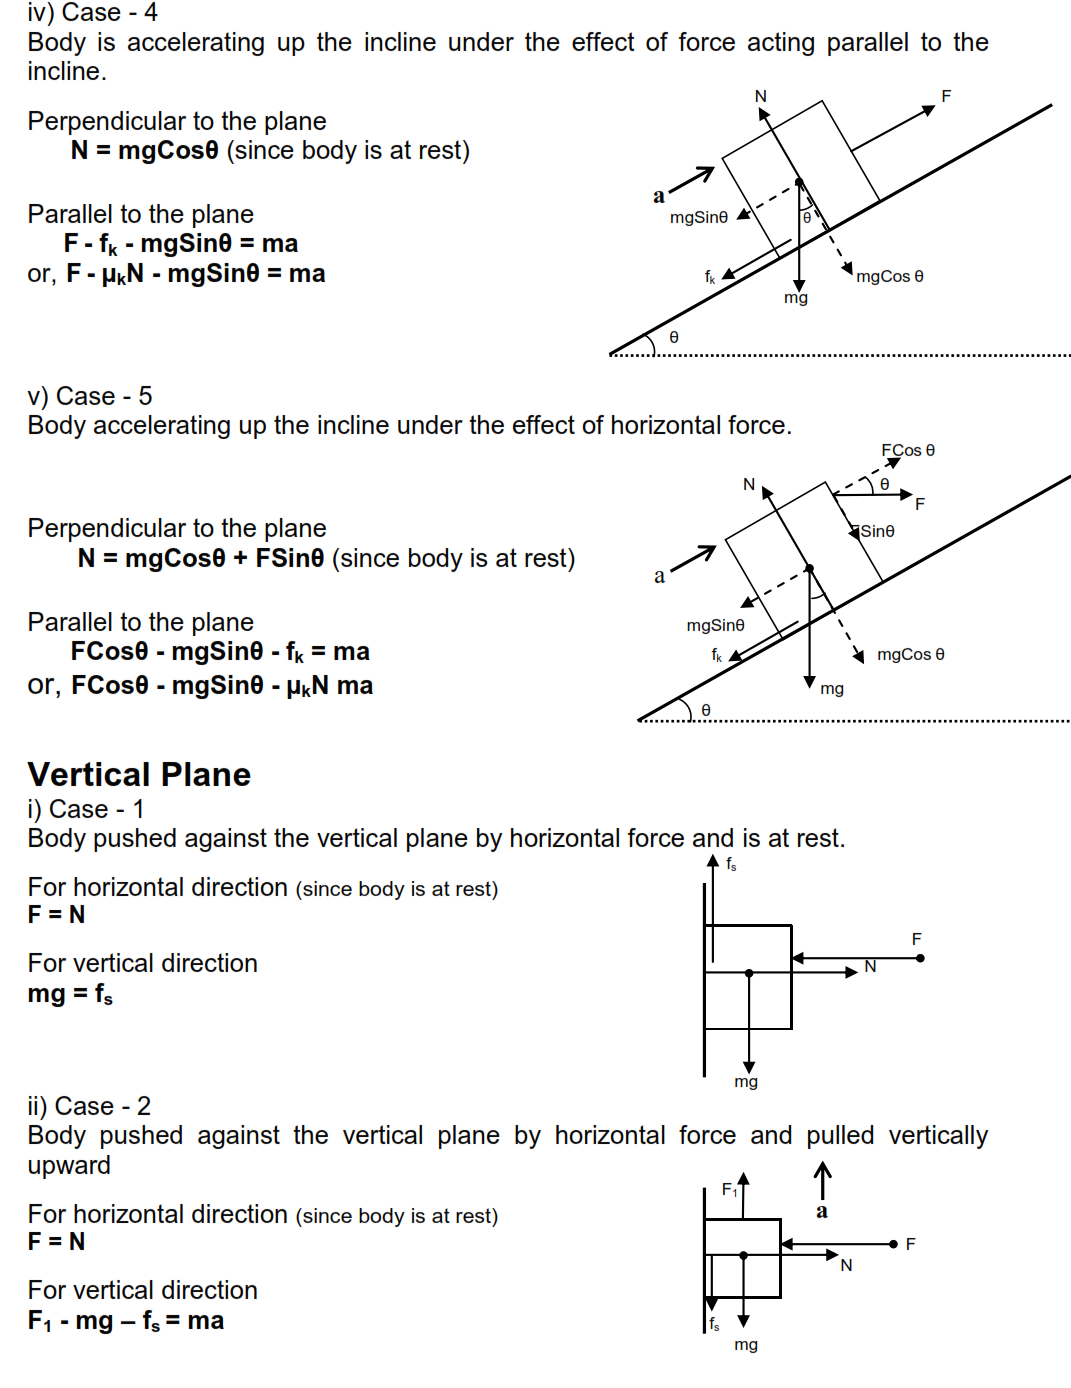 iv) Case - 4
Body is accelerating up the incline under the effect of force acting parallel to the
incline.
Perpendicular to the plane
N = mgCosθ (since body is at rest)
Parallel to the plane
F - fk - mgSinθ = ma
or, F - μkN - mgSinθ = ma
N
F
a
mgSinθ
θ
fk
mgCos θ
mg
θ
v) Case - 5
Body accelerating up the incline under the effect of horizontal force.
Perpendicular to the plane
N = mgCosθ + FSinθ (since body is at rest)
Parallel to the plane
FCosθ - mgSinθ - fk = ma
or, FCosθ - mgSinθ - μkN ma
FCos θ
N
θ
F
FSinθ
a
mgSinθ
fk
mgCos θ
mg
θ
Vertical Plane
i) Case - 1
Body pushed against the vertical plane by horizontal force and is at rest.
For horizontal direction (since body is at rest)
F = N
For vertical direction
mg = fs
fs
F
N
mg
ii) Case - 2
Body pushed against the vertical plane by horizontal force and pulled vertically
upward
For horizontal direction (since body is at rest)
F = N
For vertical direction
F1 - mg – fs = ma
F1
a
F
N
fs
mg